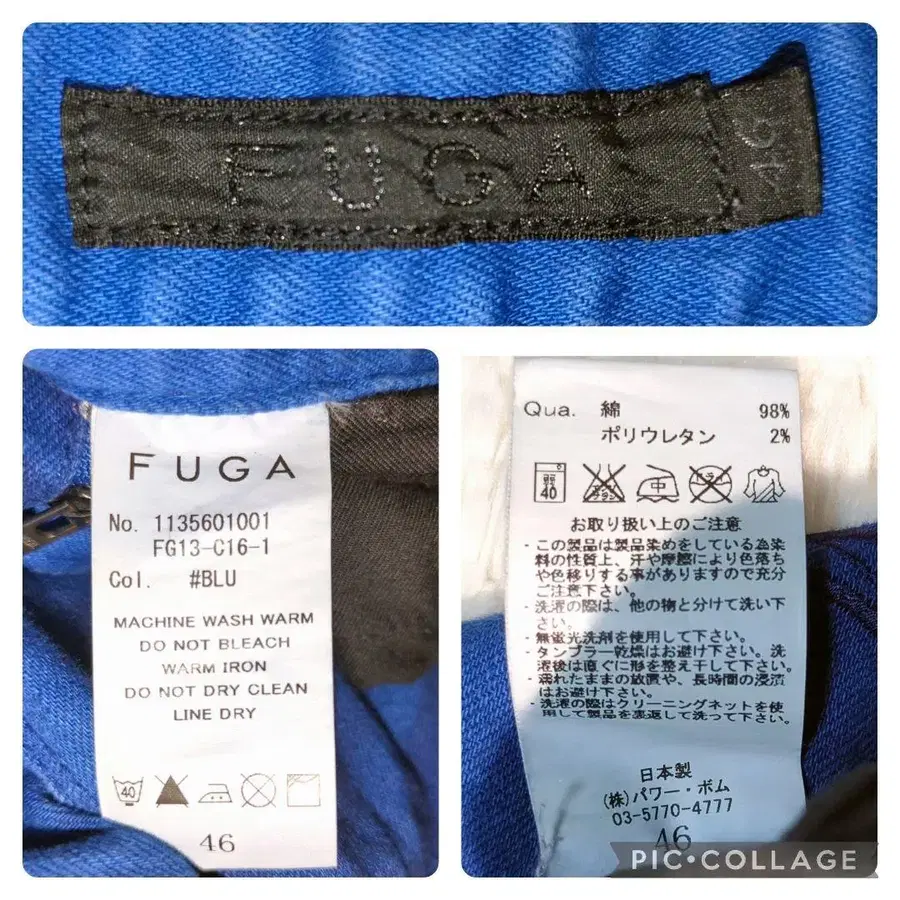 FUGA
46
FUGA
No. 1135601001
FG13-C16-1
Col. #BLU
MACHINE WASH WARM
DO NOT BLEACH
WARM IRON
DO NOT DRY CLEAN
LINE DRY
40
46
Qua. 綿 98%
ポリウレタン 2%
40 中
お取り扱い上のご注意
・この製品は製品染めをしている為染
料の性質上、汗や摩擦により色落ち
や色移りする事がありますので充分
ご注意下さい。
・洗濯の際は、他の物と分けて洗い下
さい。
・無蛍光洗剤を使用して下さい。
・タンブラー乾燥はお避け下さい。洗
濯後は直ぐに形を整え干して下さい。
・濡れたままの放置や、長時間の浸漬
はお避け下さい。
・洗濯の際はクリーニングネットを使
用して製品を裏返して洗って下さい。
日本製
(株)パワー・ボム
03-5770-4777
46
PIC•COLLAGE